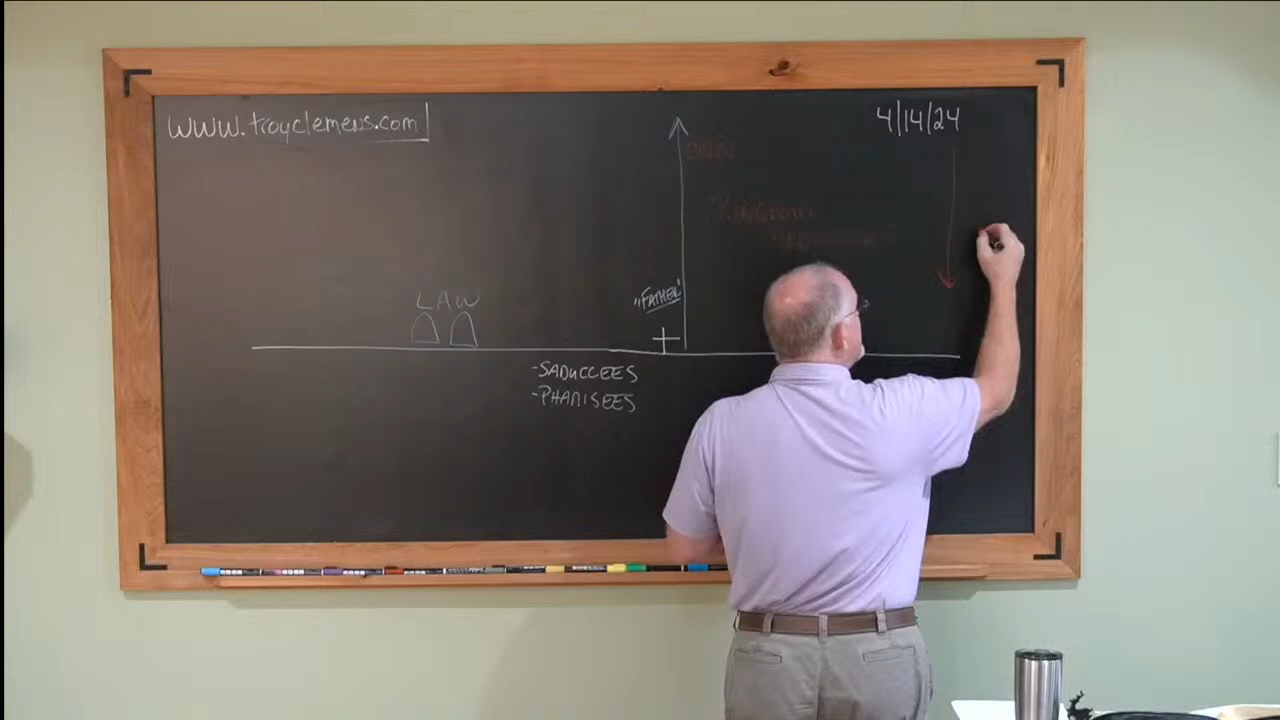 www.troyclemens.com
4/14/24
LAW
"FATHER"
-SADUCCEES
-PHARISEES